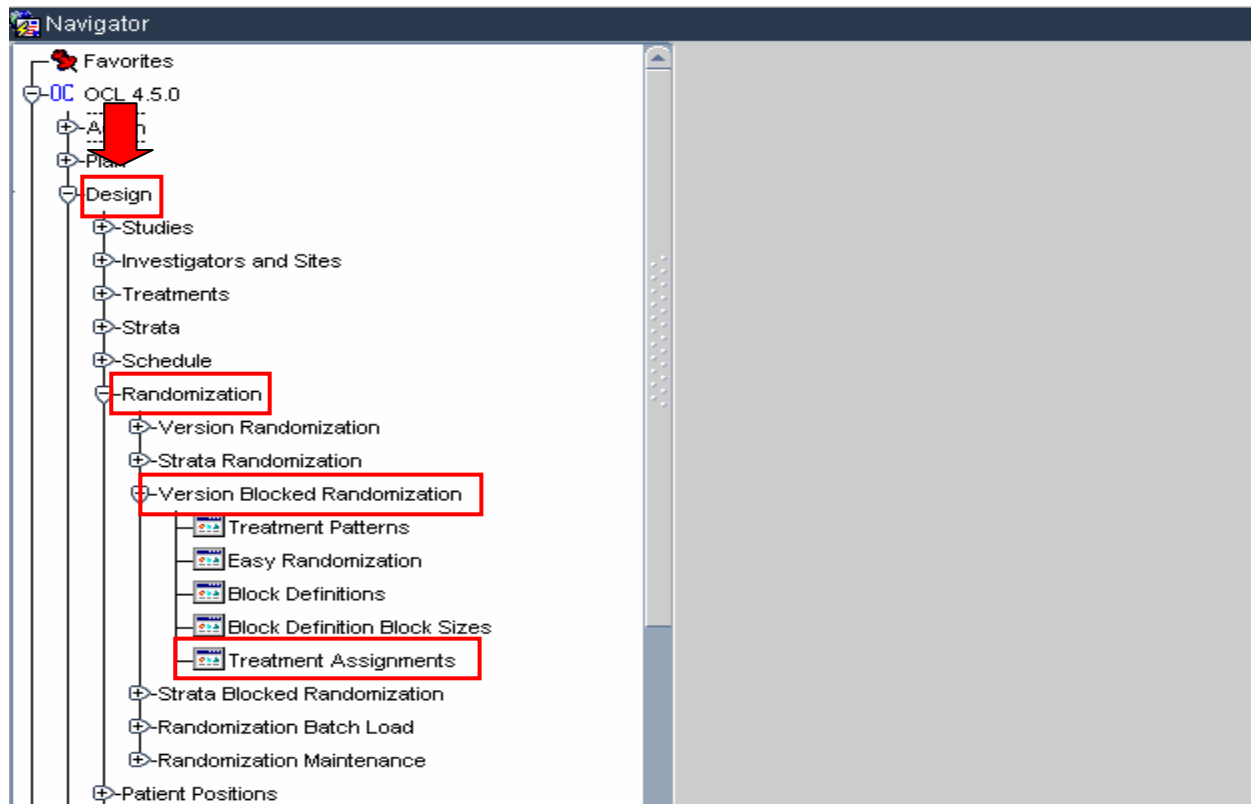 Navigator
Favorites
OC OCL 4.5.0
Plan
Design
Studies
Investigators and Sites
Treatments
Strata
Schedule
Randomization
Version Randomization
Strata Randomization
Version Blocked Randomization
Treatment Patterns
Easy Randomization
Block Definitions
Block Definition Block Sizes
Treatment Assignments
Strata Blocked Randomization
Randomization Batch Load
Randomization Maintenance
Patient Positions